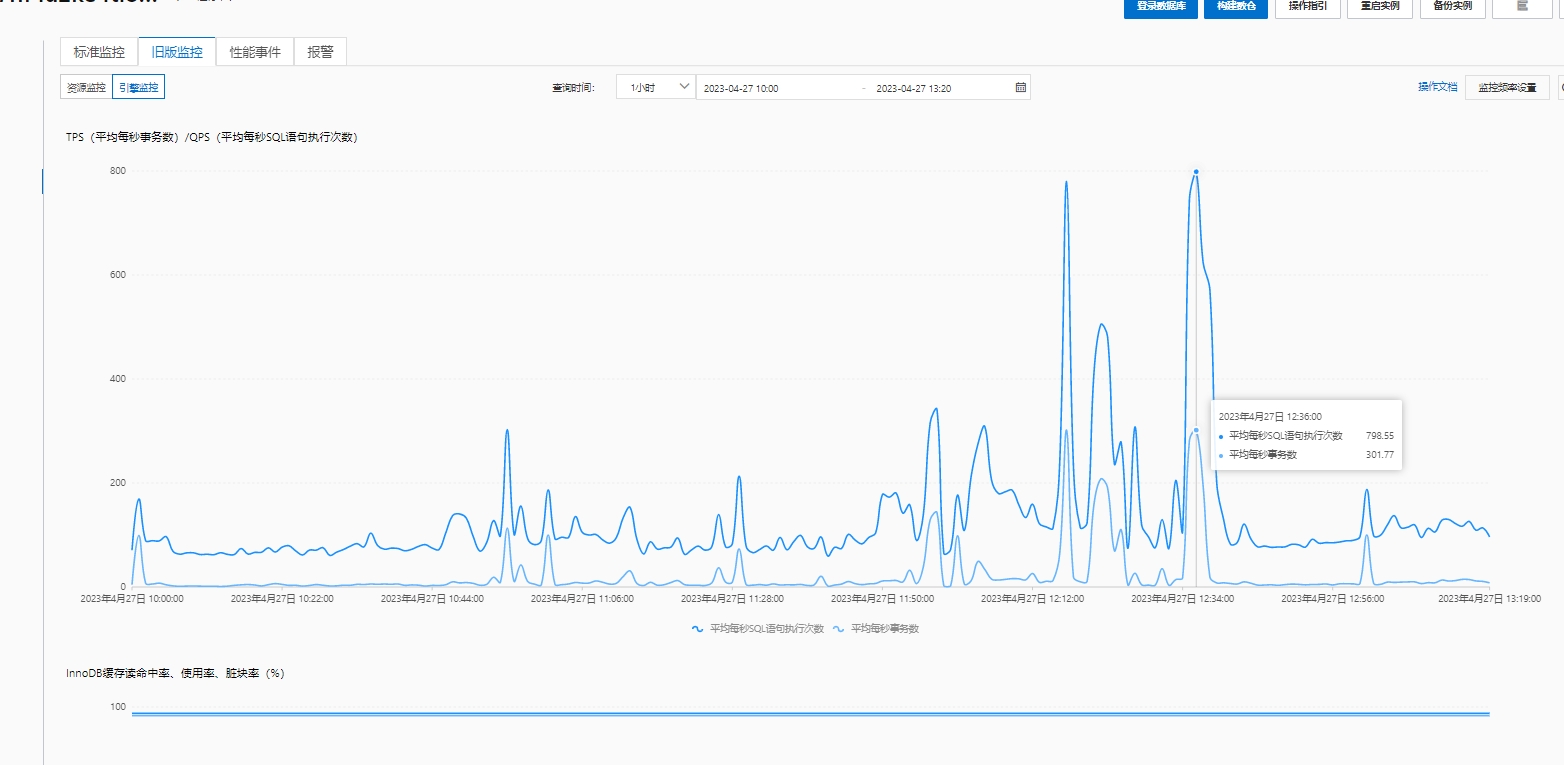 登录数据库 构建数仓 操作指引 重启实例 备份实例
标准监控 旧版监控 性能事件 报警
资源监控 引擎监控 查询时间: 1小时 2023-04-27 10:00 - 2023-04-27 13:20 操作文档 监控频率设置
TPS（平均每秒事务数）/QPS（平均每秒SQL语句执行次数）
800
600
400
200
0
2023年4月27日 12:36:00
平均每秒SQL语句执行次数 798.55
平均每秒事务数 301.77
2023年4月27日 10:00:00 2023年4月27日 10:22:00 2023年4月27日 10:44:00 2023年4月27日 11:06:00 2023年4月27日 11:28:00 2023年4月27日 11:50:00 2023年4月27日 12:12:00 2023年4月27日 12:34:00 2023年4月27日 12:56:00 2023年4月27日 13:19:00
平均每秒SQL语句执行次数 平均每秒事务数
InnoDB缓存读命中率、使用率、脏块率（%）
100